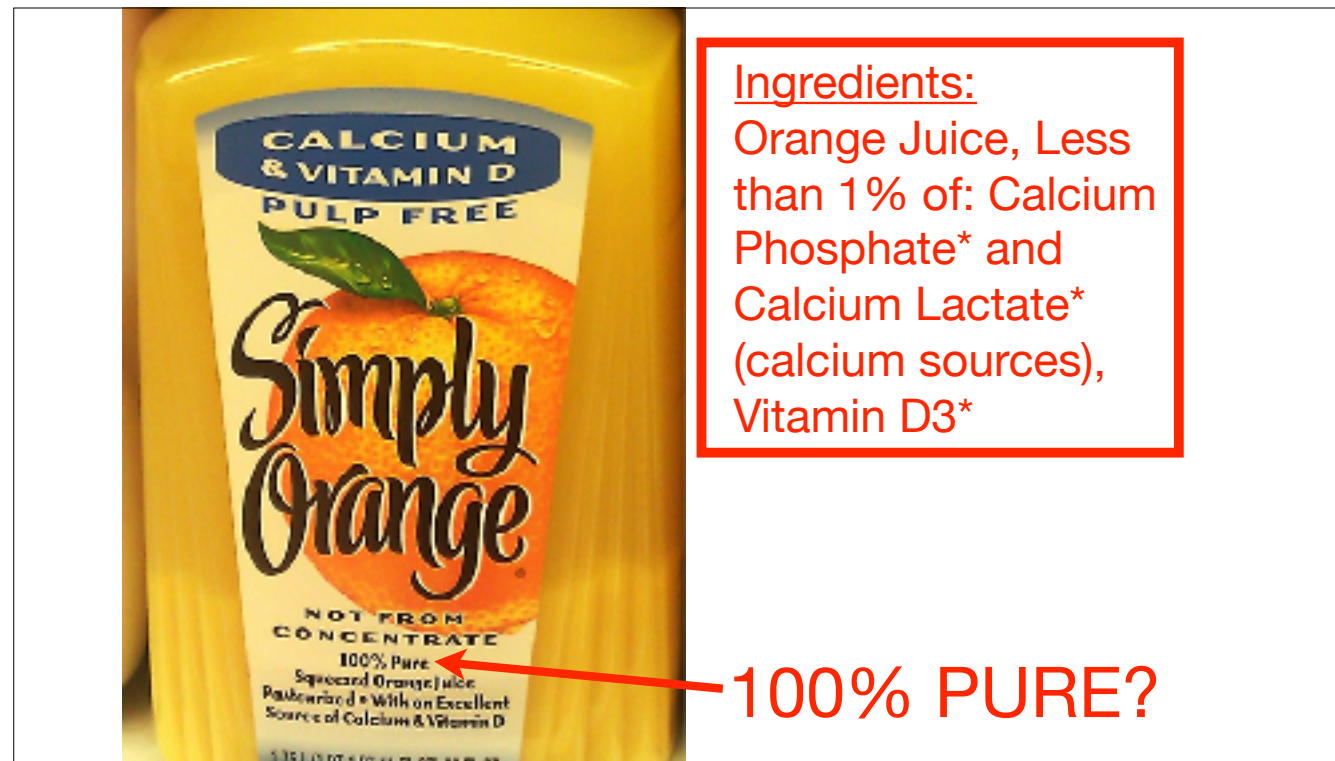 CALCIUM
& VITAMIN D
PULP FREE
Simply
Orange
NOT FROM
CONCENTRATE
100% Pure
Squeezed Orange Juice
Pasteurized • With an Excellent
Source of Calcium & Vitamin D
Ingredients:
Orange Juice, Less
than 1% of: Calcium
Phosphate* and
Calcium Lactate*
(calcium sources),
Vitamin D3*
100% PURE?